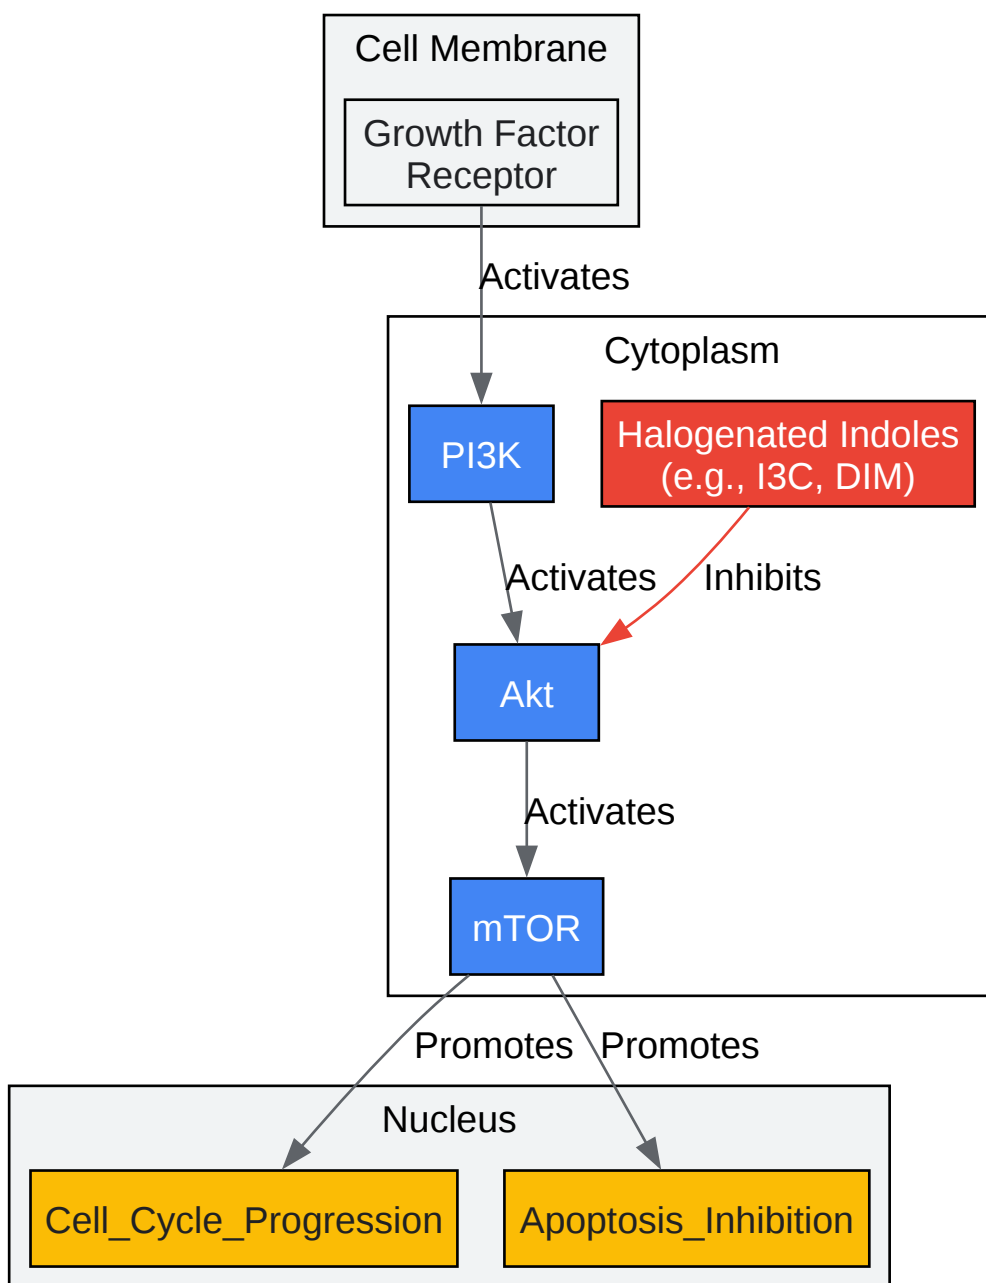 Cell Membrane
Growth Factor
Receptor
Activates
Cytoplasm
PI3K
Halogenated Indoles
(e.g., I3C, DIM)
Activates
Inhibits
Akt
Activates
mTOR
Promotes
Promotes
Nucleus
Cell_Cycle_Progression
Apoptosis_Inhibition